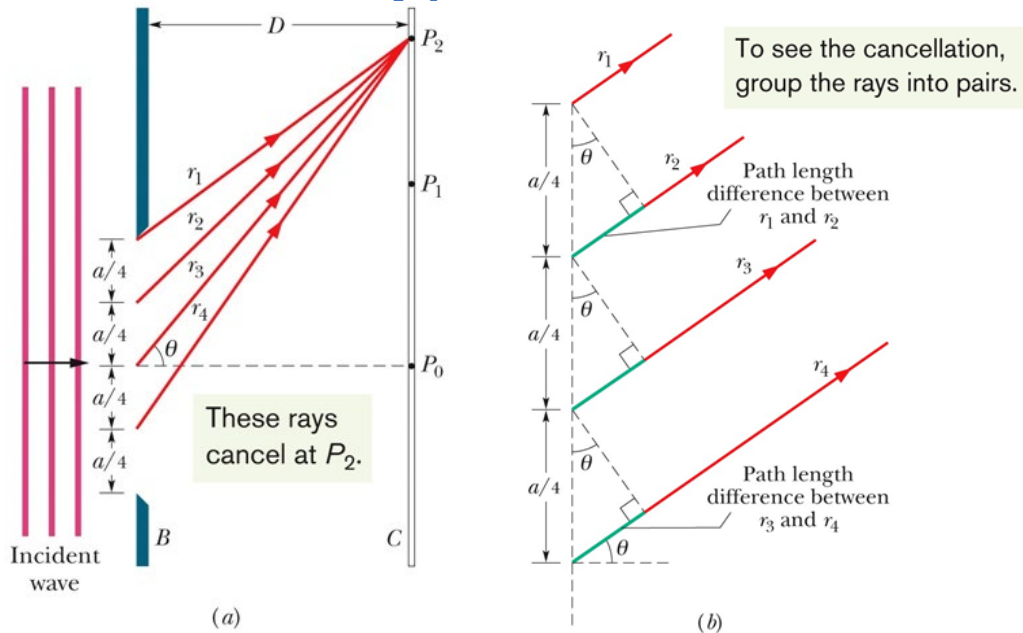 D
P₂
r₁
P₁
r₂
r₃
a/4
r₄
a/4
θ
P₀
a/4
These rays
cancel at P₂.
a/4
B
C
Incident
wave
(a)
To see the cancellation,
group the rays into pairs.
r₁
θ
r₂
a/4
Path length
difference between
r₁ and r₂
r₃
θ
a/4
r₄
θ
a/4
Path length
difference between
r₃ and r₄
θ
(b)